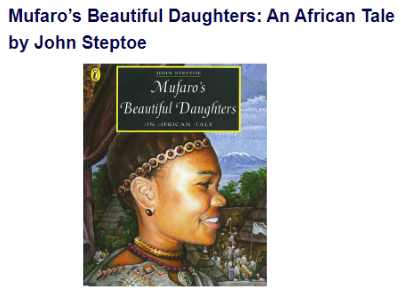 Mufaro’s Beautiful Daughters: An African Tale
by John Steptoe
JOHN STEPTOE
Mufaro's
Beautiful Daughters
AN AFRICAN TALE